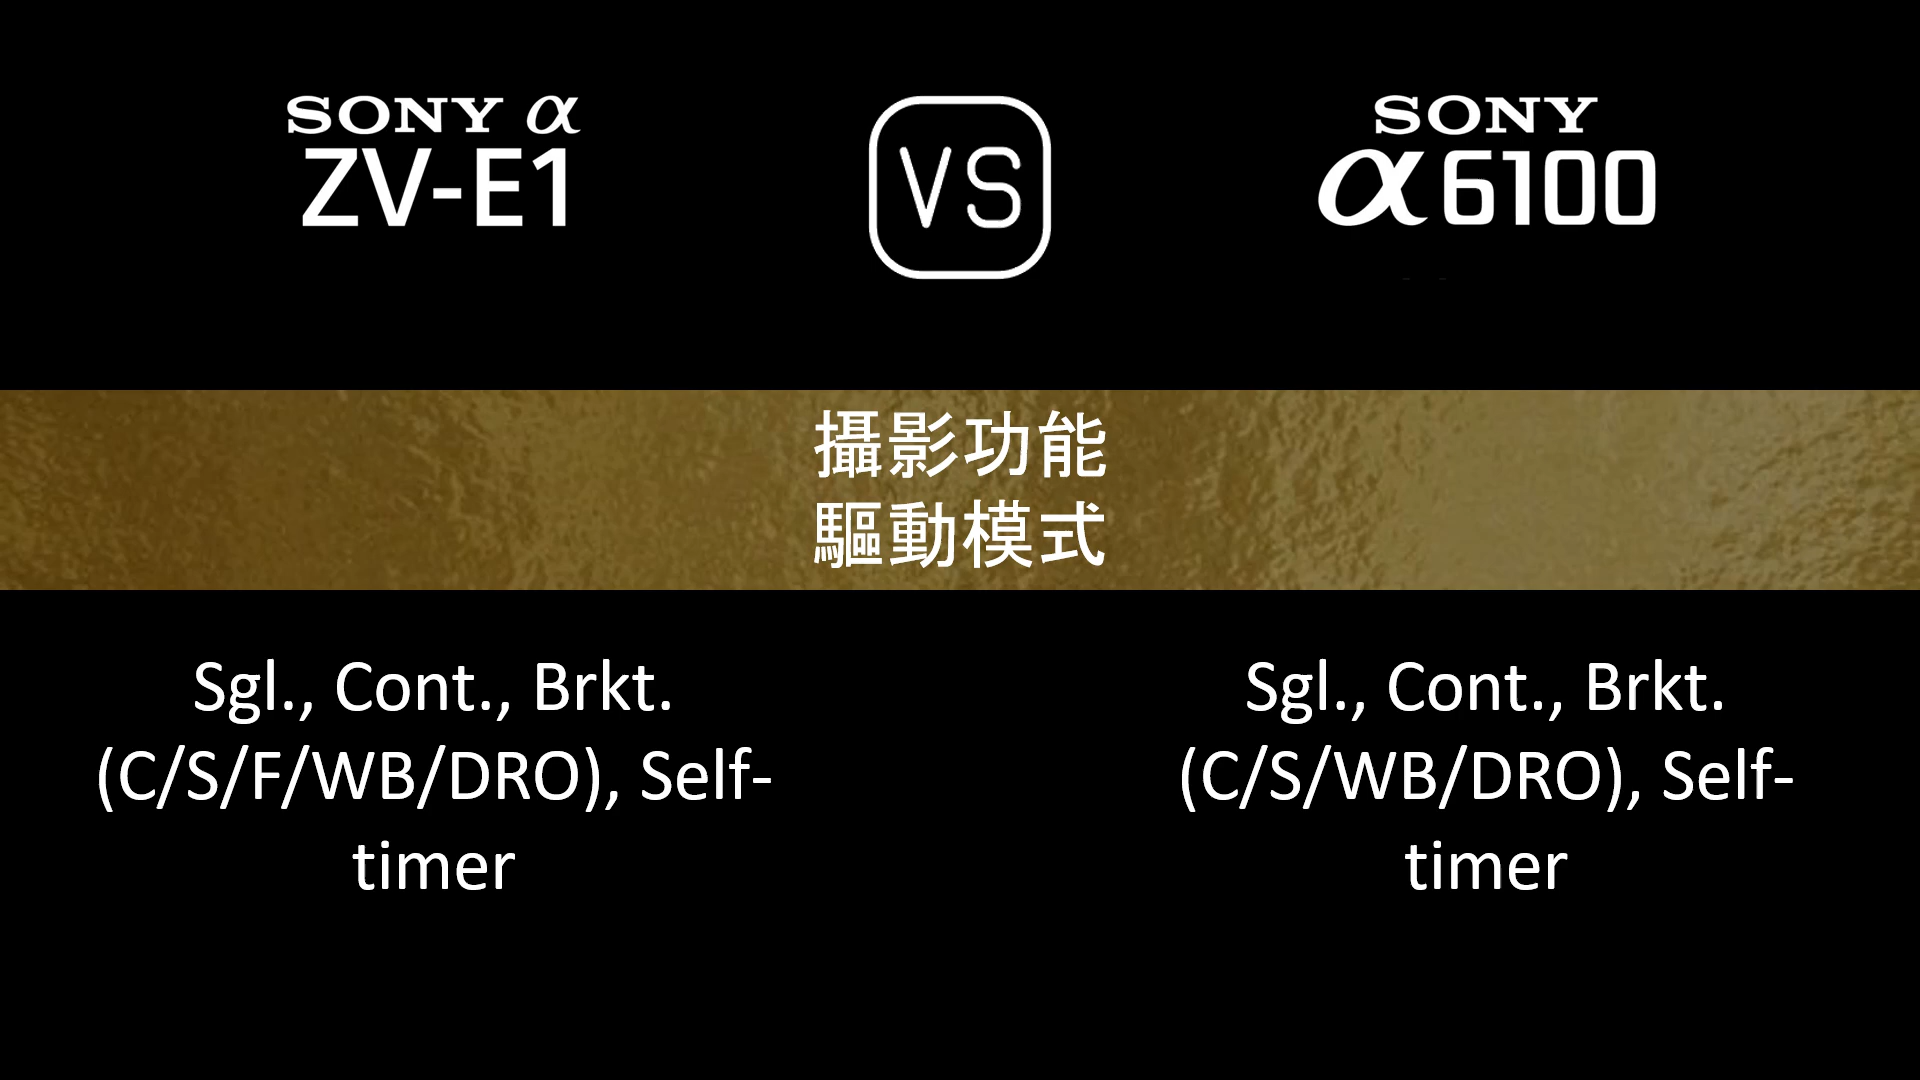 SONY α
ZV-E1
VS
SONY
α6100
攝影功能
驅動模式
Sgl., Cont., Brkt.
(C/S/F/WB/DRO), Self-
timer
Sgl., Cont., Brkt.
(C/S/WB/DRO), Self-
timer